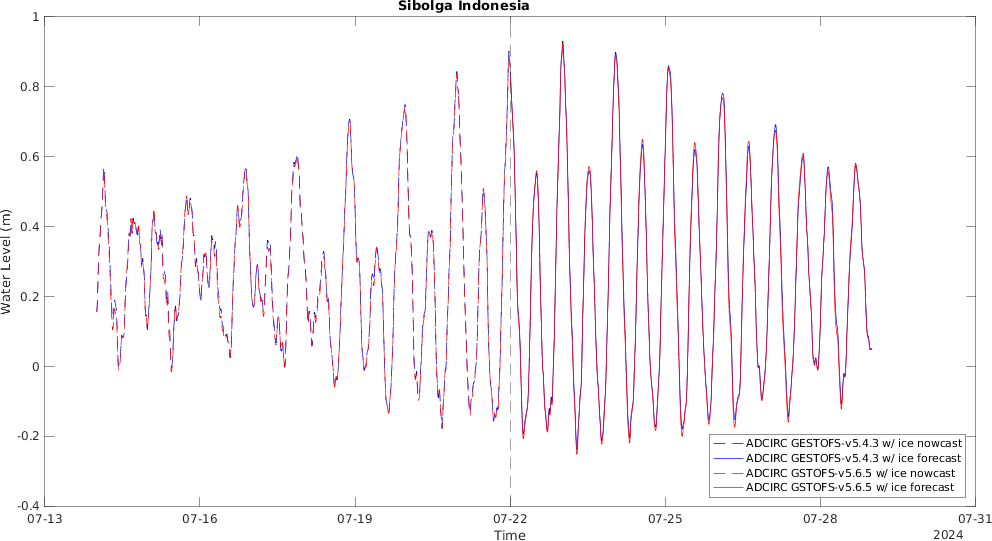 Sibolga Indonesia
1
0.8
0.6
0.4
0.2
0
-0.2
-0.4
Water Level (m)
ADCIRC GESTOFS-v5.4.3 w/ ice nowcast
ADCIRC GESTOFS-v5.4.3 w/ ice forecast
ADCIRC GSTOFS-v5.6.5 w/ ice nowcast
ADCIRC GSTOFS-v5.6.5 w/ ice forecast
07-13 07-16 07-19 07-22 07-25 07-28 07-31
Time
2024